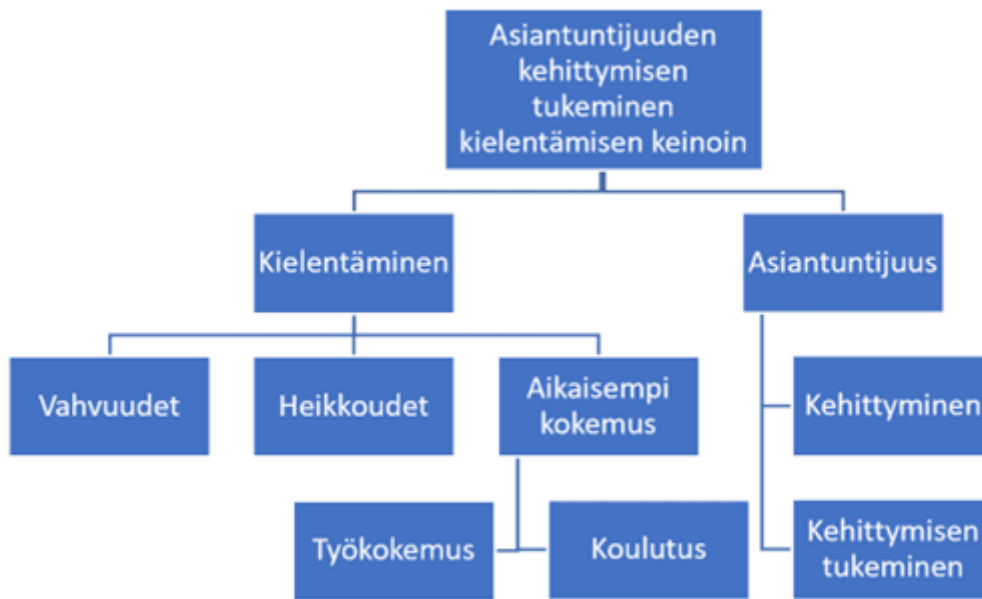 Asiantuntijuuden
kehittymisen
tukeminen
kielentämisen keinoin
Kielentäminen
Asiantuntijuus
Vahvuudet
Heikkoudet
Aikaisempi
kokemus
Kehittyminen
Työkokemus
Koulutus
Kehittymisen
tukeminen